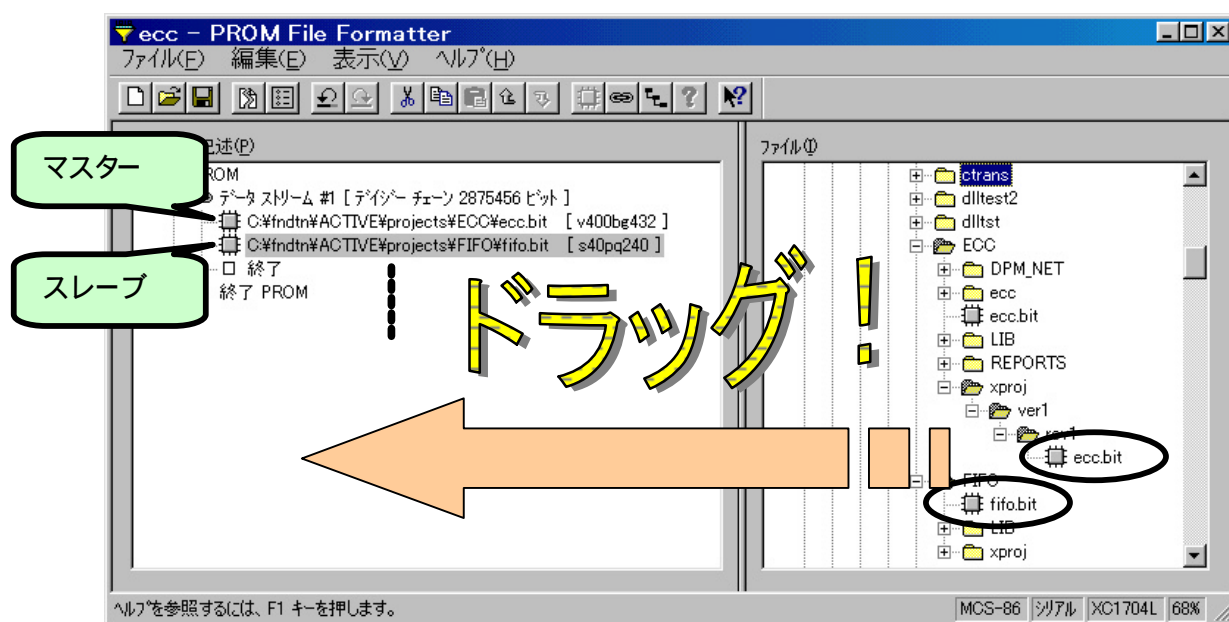 ecc - PROM File Formatter
ファイル(F) 編集(E) 表示(V) ヘルプ(H)
マスター
スレーブ
述(P)
ROM
データ ストリーム #1 [ デイジー チェーン 2875456 ビット ]
C:¥fndtn¥ACTIVE¥projects¥ECC¥ecc.bit [ v400bg432 ]
C:¥fndtn¥ACTIVE¥projects¥FIFO¥fifo.bit [ s40pq240 ]
終了
終了 PROM
ドラッグ!
ファイル(I)
ctrans
dlltest2
dlltst
ECC
DPM_NET
ecc
ecc.bit
LIB
REPORTS
xproj
ver1
rev1
ecc.bit
FIFO
fifo.bit
LIB
xproj
ヘルプを参照するには、F1 キーを押します。
MCS-86 シリアル XC1704L 68%